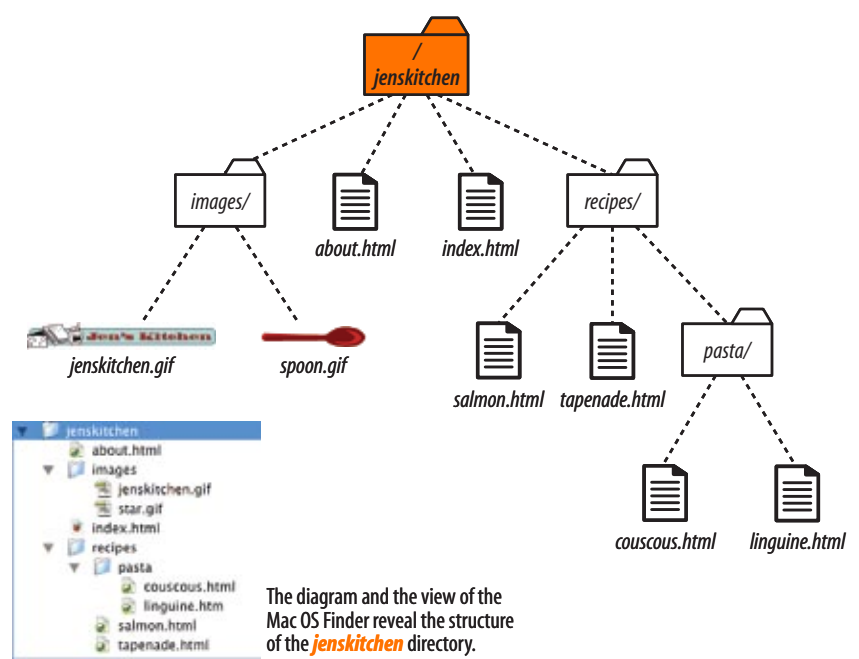 /
jenskitchen
images/
about.html
index.html
recipes/
Jen's Kitchen
jenskitchen.gif
spoon.gif
salmon.html
tapenade.html
pasta/
couscous.html
linguine.html
jenskitchen
about.html
images
jenskitchen.gif
star.gif
index.html
recipes
pasta
couscous.html
linguine.htm
salmon.html
tapenade.html
The diagram and the view of the
Mac OS Finder reveal the structure
of the jenskitchen directory.